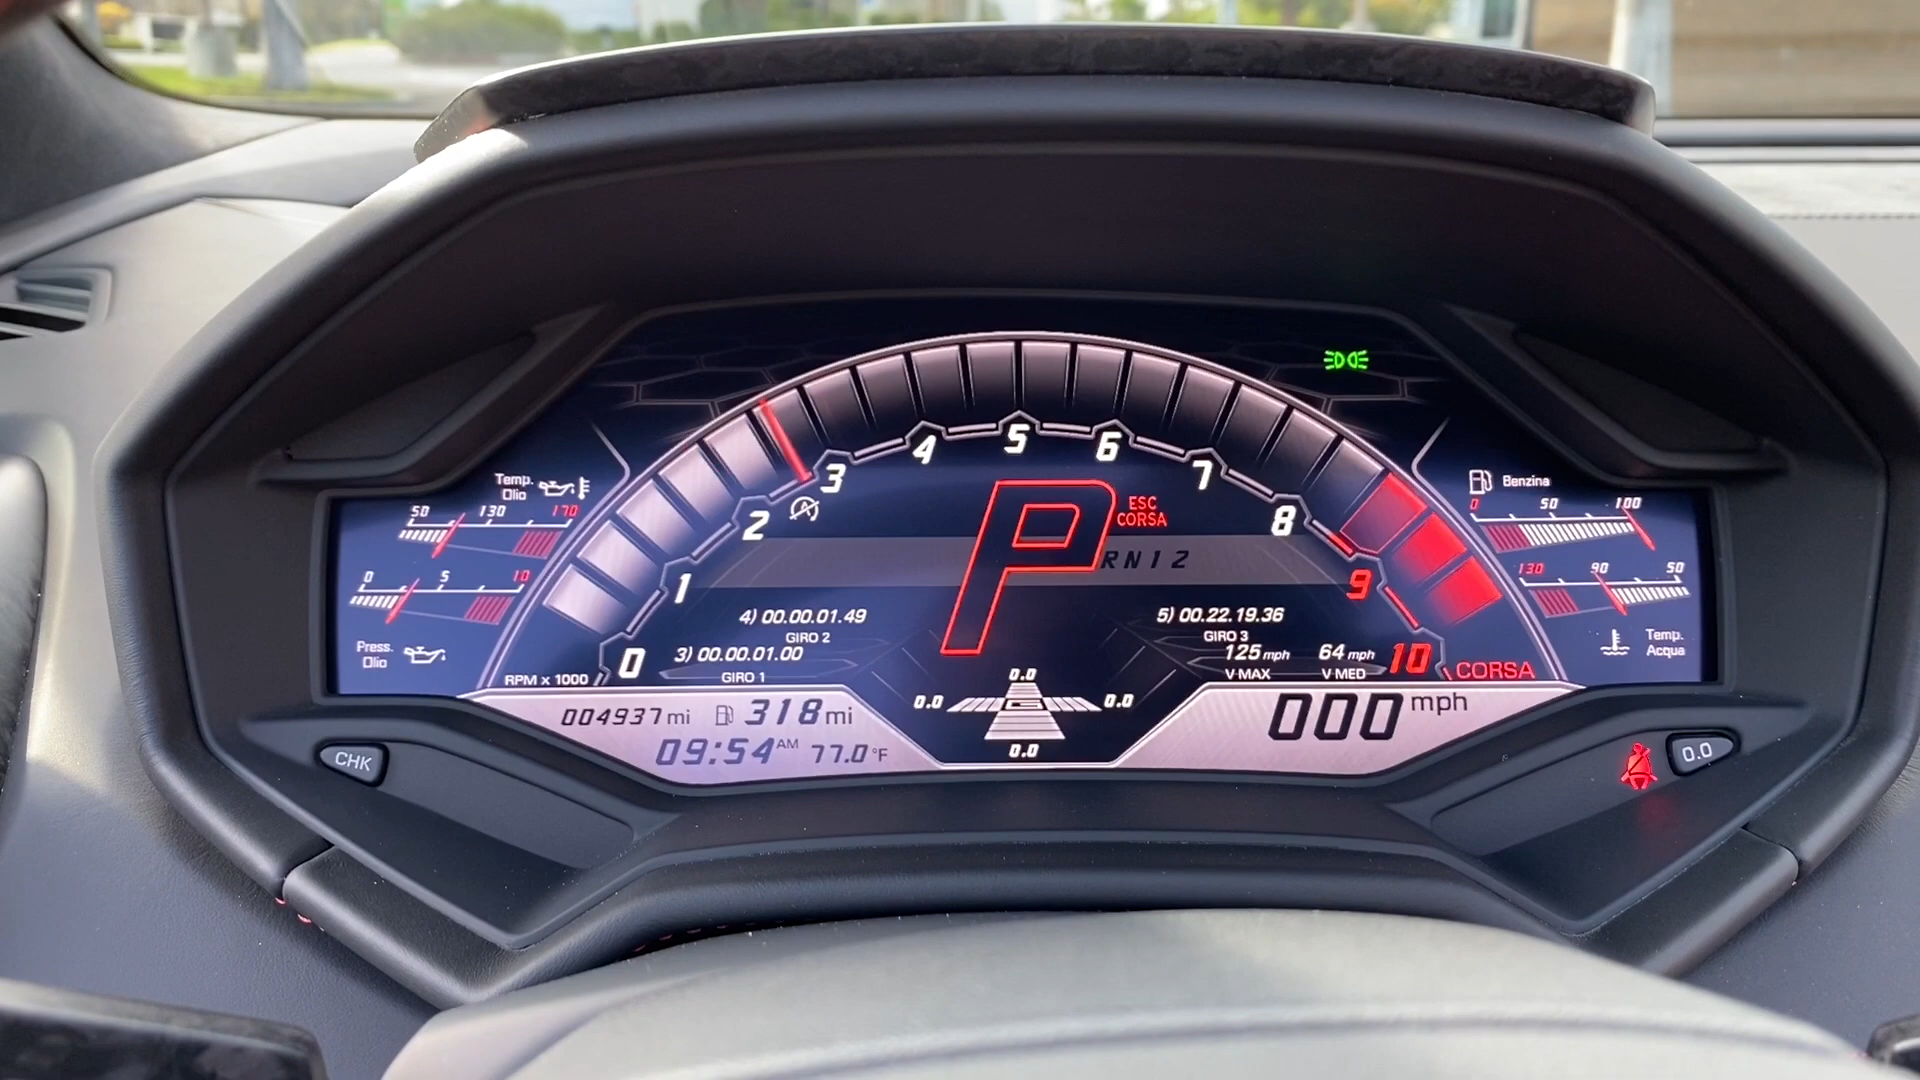 Temp.
Olio
50 130 170
0 5 10
Press.
Olio
0
1
2
3
4
5
6
7
8
9
10
RPM x 1000
P
ESC
CORSA
RN12
4) 00.00.01.49
GIRO 2
3) 00.00.01.00
GIRO 1
5) 00.22.19.36
GIRO 3
125 mph 64 mph
V MAX V MED
CORSA
Benzina
0 50 100
130 90 50
Temp.
Acqua
004937 mi 318 mi
09:54 AM 77.0 °F
0.0
0.0 G 0.0
0.0
000 mph
CHK
0.0